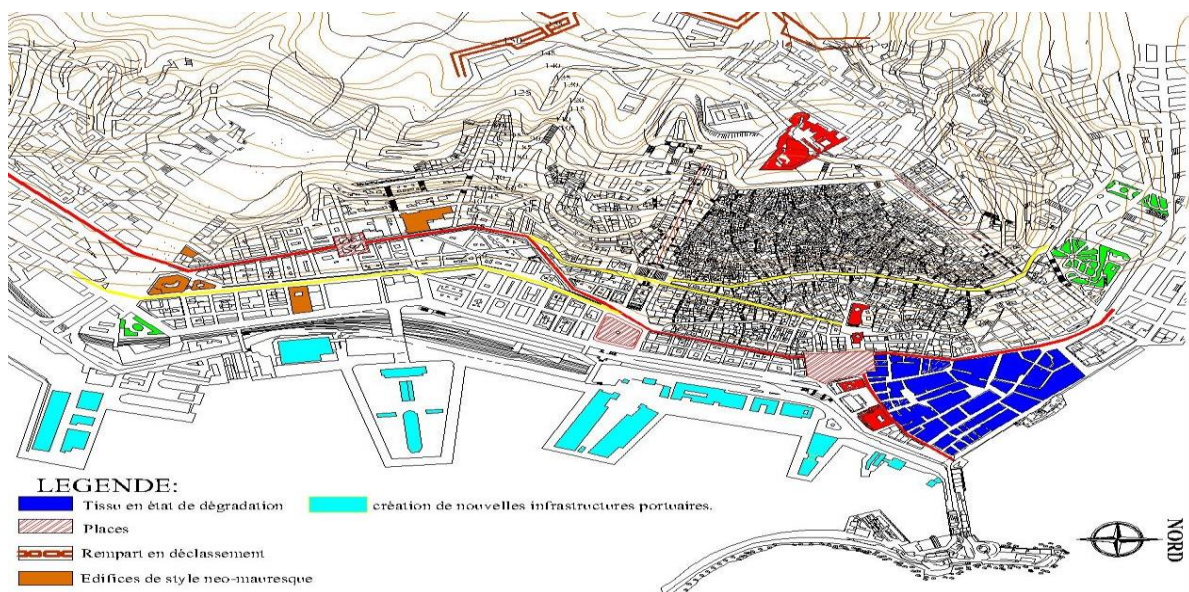 LEGENDE:
Tissu en état de dégradation
création de nouvelles infrastructures portuaires.
Places
Rempart en déclassement
Edifices de style neo-mauresque
NORD